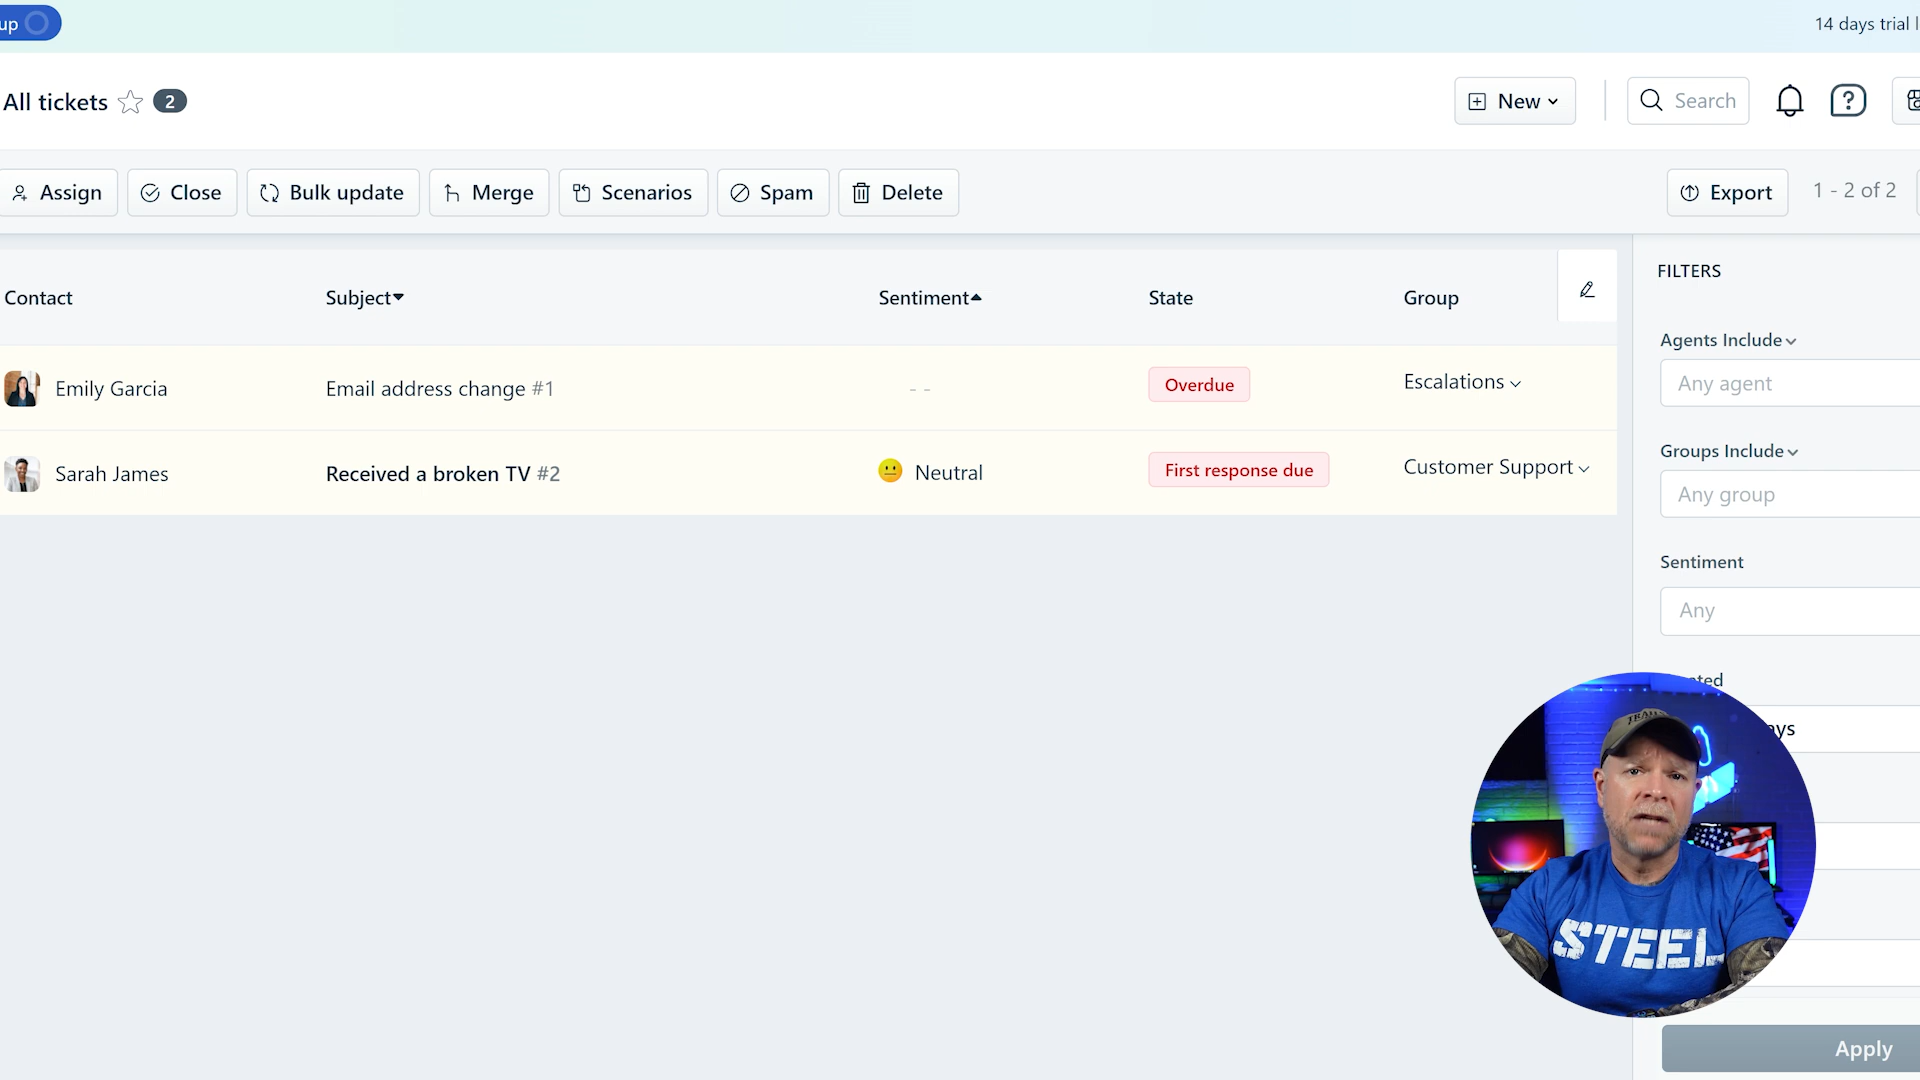 up
14 days trial
All tickets 2
New
Search
Assign
Close
Bulk update
Merge
Scenarios
Spam
Delete
Export
1 - 2 of 2
Contact
Subject
Sentiment
State
Group
Emily Garcia
Email address change #1
- -
Overdue
Escalations
Sarah James
Received a broken TV #2
Neutral
First response due
Customer Support
FILTERS
Agents Include
Any agent
Groups Include
Any group
Sentiment
Any
STEEL
Apply